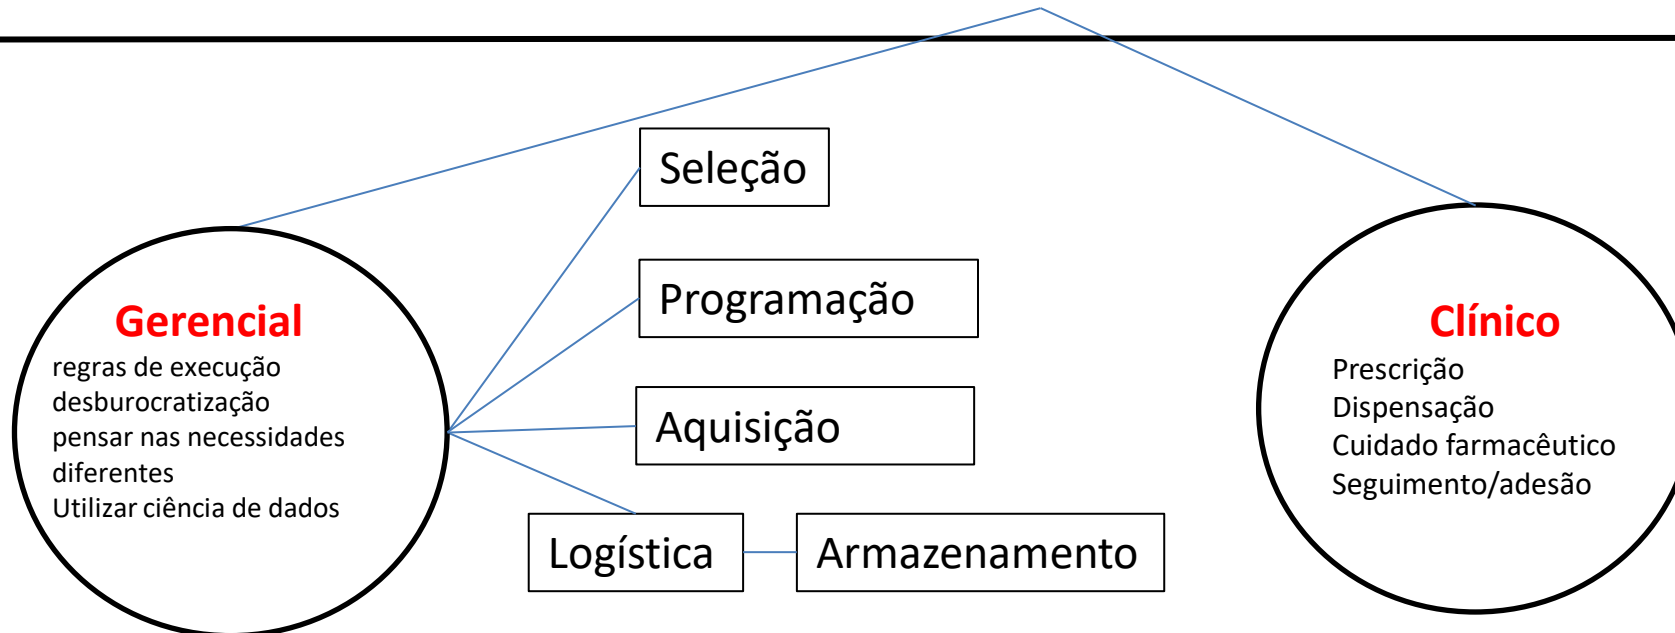 Seleção
Programação
Aquisição
Logística
Armazenamento
Gerencial
regras de execução
desburocratização
pensar nas necessidades
diferentes
Utilizar ciência de dados
Clínico
Prescrição
Dispensação
Cuidado farmacêutico
Seguimento/adesão